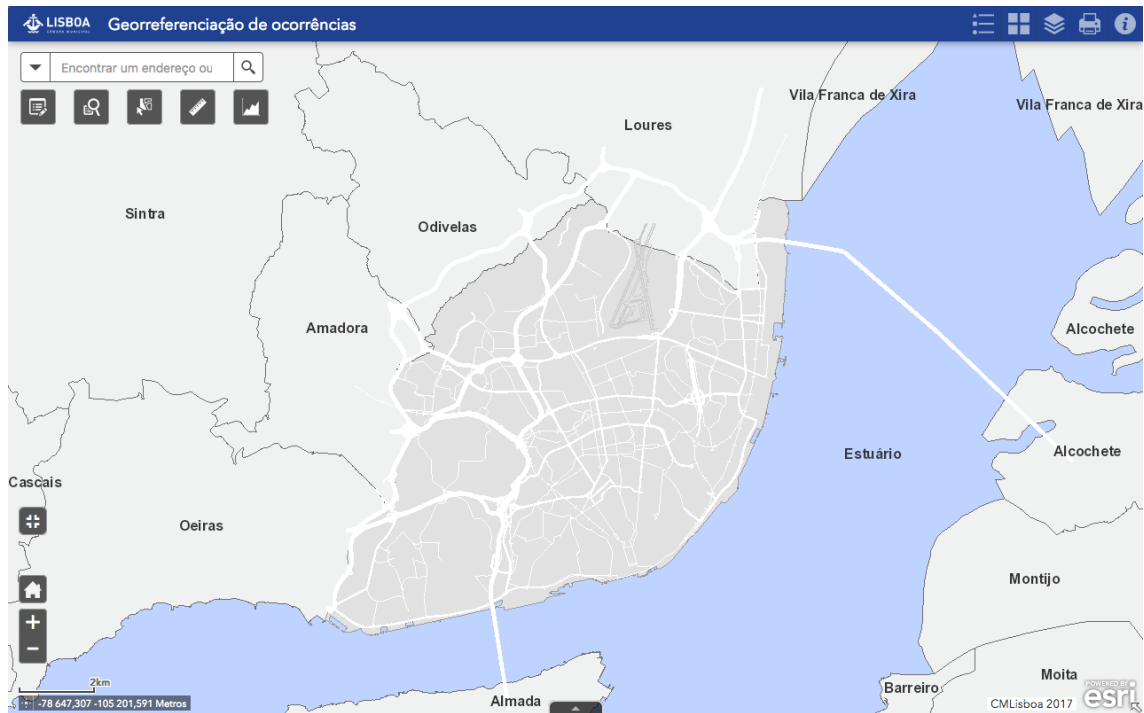 LISBOA
CÂMARA MUNICIPAL
Georreferenciação de ocorrências
Encontrar um endereço ou
Vila Franca de Xira
Vila Franca de Xira
Loures
Sintra
Odivelas
Amadora
Alcochete
Estuário
Alcochete
Cascais
Oeiras
Montijo
Moita
2km
-78 647,307 -105 201,591 Metros
Almada
Barreiro
CMLisboa 2017
POWERED BY
esri